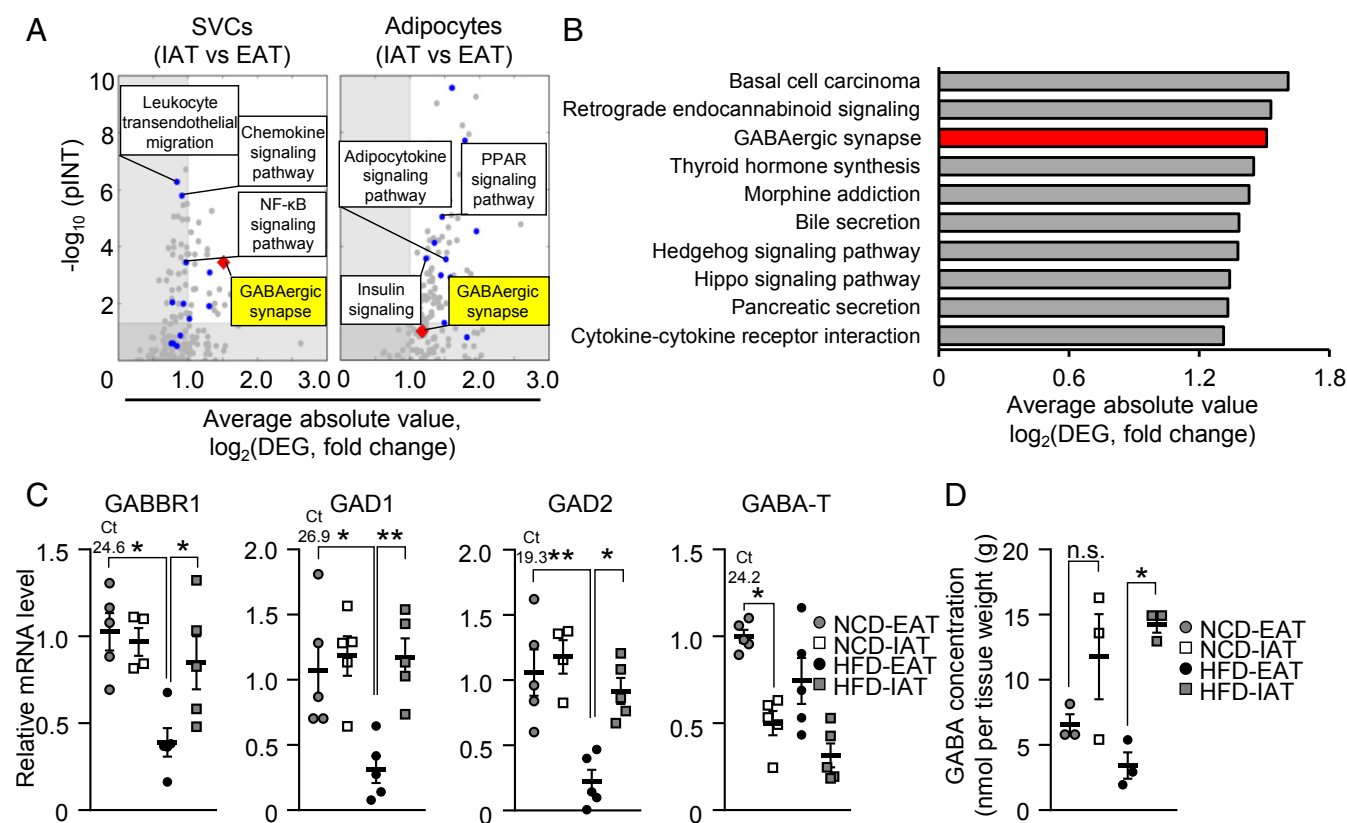 A
SVCs
(IAT vs EAT)
Adipocytes
(IAT vs EAT)
-log10 (pINT)
10
8
6
4
2
0
1.0
2.0
3.0
0
1.0
2.0
3.0
Leukocyte
transendothelial
migration
Chemokine
signaling
pathway
NF-κB
signaling
pathway
GABAergic
synapse
Adipocytokine
signaling
pathway
PPAR
signaling
pathway
Insulin
signaling
GABAergic
synapse
Average absolute value,
log2(DEG, fold change)
B
Basal cell carcinoma
Retrograde endocannabinoid signaling
GABAergic synapse
Thyroid hormone synthesis
Morphine addiction
Bile secretion
Hedgehog signaling pathway
Hippo signaling pathway
Pancreatic secretion
Cytokine-cytokine receptor interaction
0
0.6
1.2
1.8
Average absolute value
log2(DEG, fold change)
C
Relative mRNA level
GABBR1
Ct
24.6
*
*
1.5
1.0
0.5
0
GAD1
Ct
26.9
*
**
2.0
1.5
1.0
0.5
0
GAD2
Ct
19.3
**
*
2.0
1.5
1.0
0.5
0
GABA-T
Ct
24.2
*
1.5
1.0
0.5
0
NCD-EAT
NCD-IAT
HFD-EAT
HFD-IAT
D
GABA concentration
(nmol per tissue weight (g)
n.s.
*
20
15
10
5
0
NCD-EAT
NCD-IAT
HFD-EAT
HFD-IAT